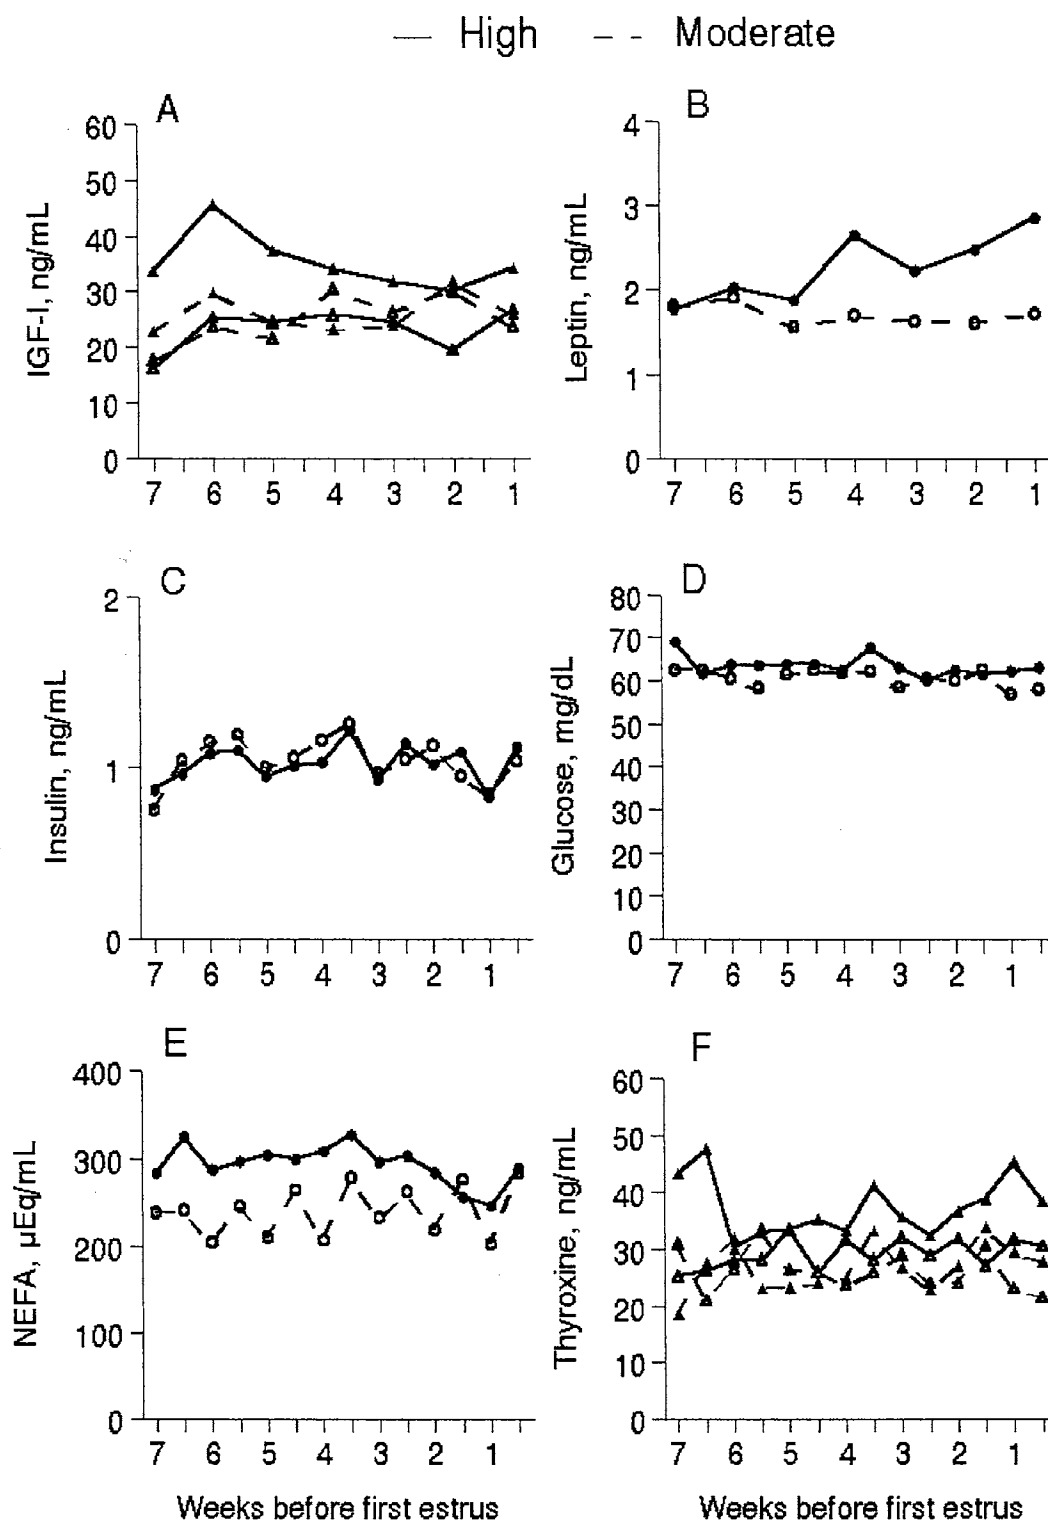 High Moderate
A
60
50
40
30
20
10
0
IGF-I, ng/mL
7 6 5 4 3 2 1
B
4
3
2
1
0
Leptin, ng/mL
7 6 5 4 3 2 1
C
2
1
0
Insulin, ng/mL
7 6 5 4 3 2 1
D
80
70
60
50
40
30
20
10
0
Glucose, mg/dL
7 6 5 4 3 2 1
E
400
300
200
100
0
NEFA, µEq/mL
7 6 5 4 3 2 1
Weeks before first estrus
F
60
50
40
30
20
10
0
Thyroxine, ng/mL
7 6 5 4 3 2 1
Weeks before first estrus